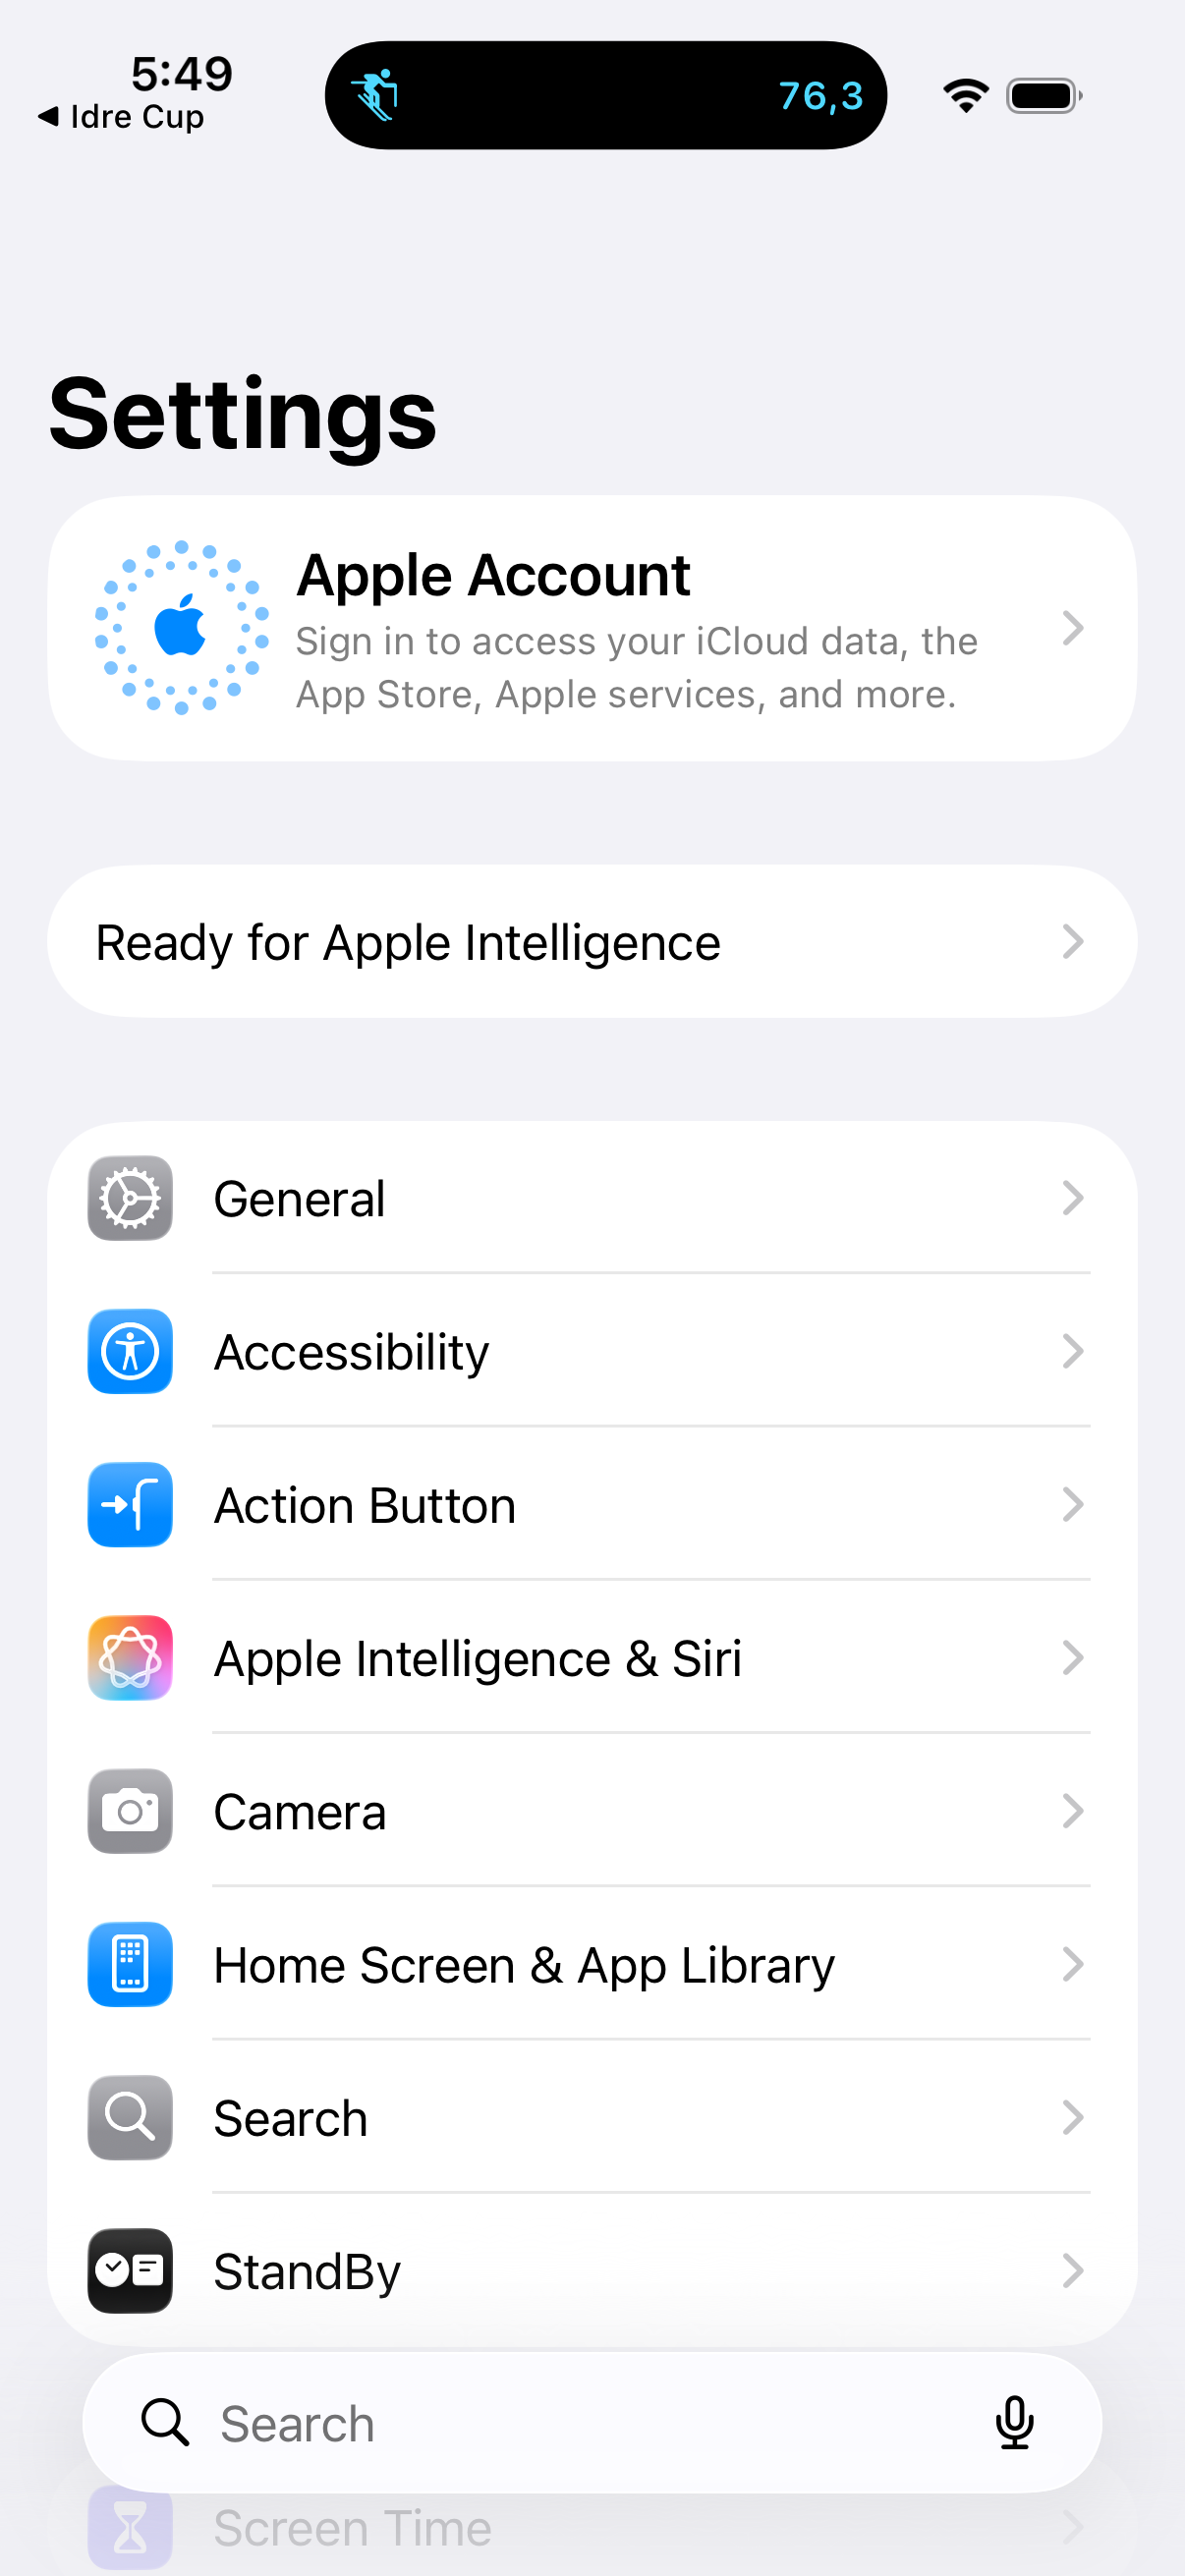 5:49
◀ Idre Cup
76,3
Settings
Apple Account
Sign in to access your iCloud data, the
App Store, Apple services, and more.
Ready for Apple Intelligence
General
Accessibility
Action Button
Apple Intelligence & Siri
Camera
Home Screen & App Library
Search
StandBy
Search
Screen Time